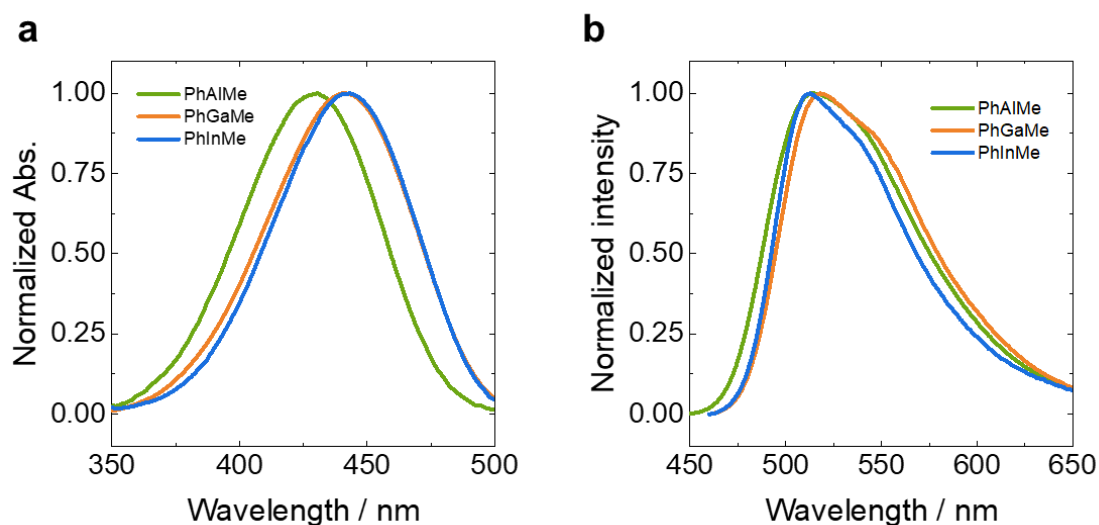 a
1.00
0.75
0.50
0.25
0.00
Normalized Abs.
PhAlMe
PhGaMe
PhInMe
350
400
450
500
Wavelength / nm
b
1.00
0.75
0.50
0.25
0.00
Normalized intensity
PhAlMe
PhGaMe
PhInMe
450
500
550
600
650
Wavelength / nm